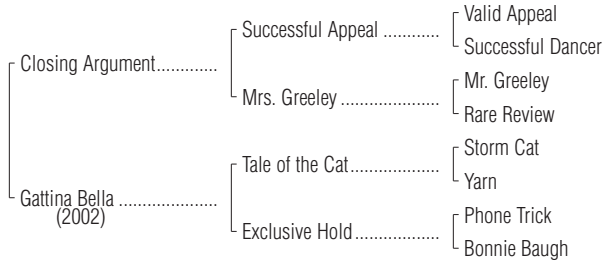 Valid Appeal
Successful Appeal ............
Successful Dancer
Closing Argument.............
Mr. Greeley
Mrs. Greeley .....................
Rare Review
Storm Cat
Tale of the Cat...................
Yarn
Gattina Bella .....................
(2002)
Phone Trick
Exclusive Hold..................
Bonnie Baugh